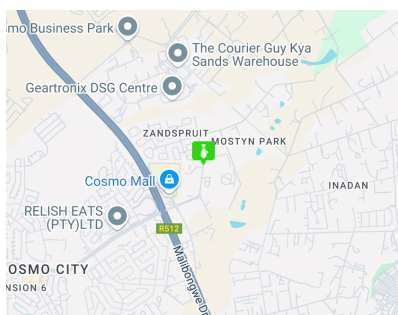 smo Business Park
The Courier Guy Kya
Sands Warehouse
Geartronix DSG Centre
ZANDSPRUIT
MOSTYN PARK
Cosmo Mall
INADAN
RELISH EATS
(PTY)LTD
R512
OSMO CITY
NSION 6
Malibongwe Dr